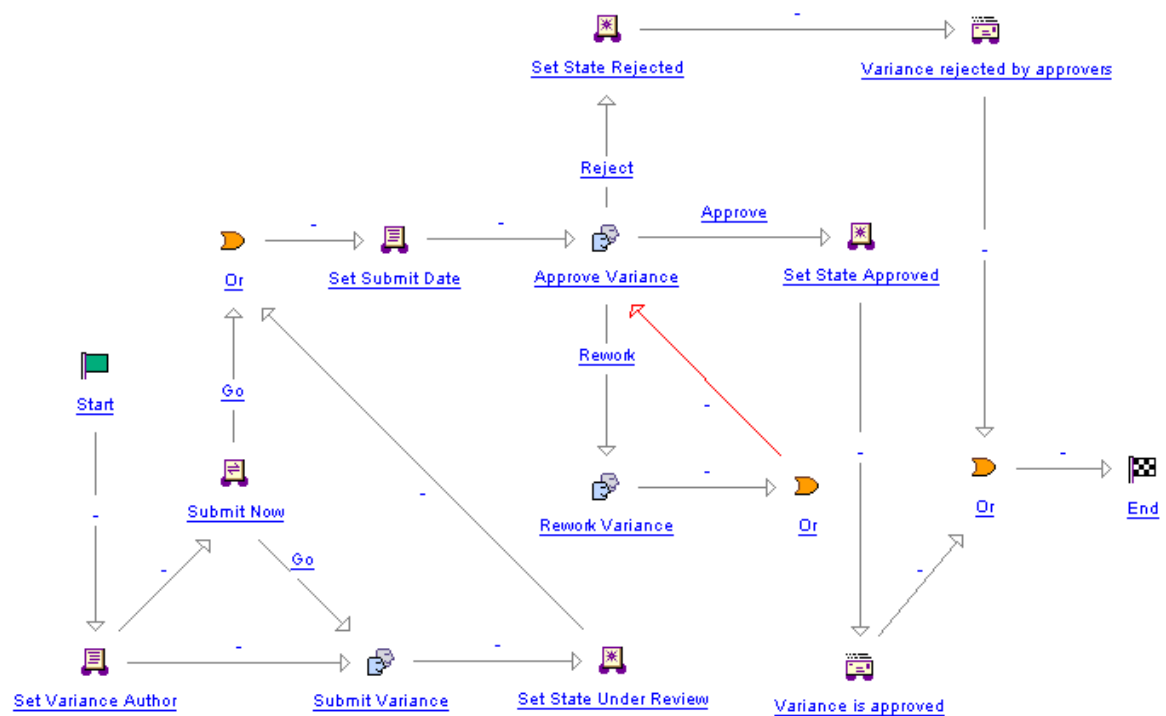 -
Set State Rejected
Variance rejected by approvers
Reject
Approve
-
-
Or
Set Submit Date
Approve Variance
Set State Approved
-
Rework
Start
Go
-
-
-
-
Submit Now
Rework Variance
Or
Or
End
-
-
Go
-
-
-
-
-
Set Variance Author
Submit Variance
Set State Under Review
Variance is approved